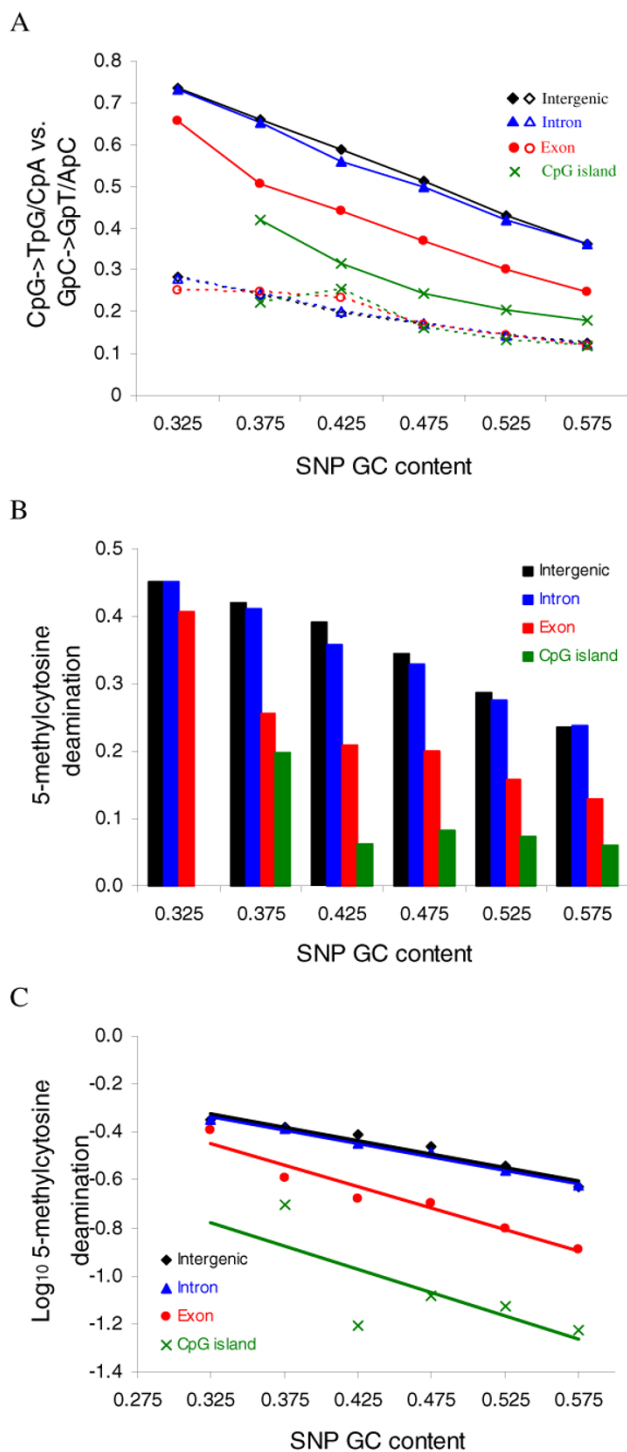 A
CpG->TpG/CpA vs.
GpC->GpT/ApC
0.8
0.7
0.6
0.5
0.4
0.3
0.2
0.1
0
Intergenic
Intron
Exon
CpG island
0.325 0.375 0.425 0.475 0.525 0.575
SNP GC content
B
5-methylcytosine
deamination
0.5
0.4
0.3
0.2
0.1
0.0
Intergenic
Intron
Exon
CpG island
0.325 0.375 0.425 0.475 0.525 0.575
SNP GC content
C
Log10 5-methylcytosine
deamination
0.0
-0.2
-0.4
-0.6
-0.8
-1.0
-1.2
-1.4
Intergenic
Intron
Exon
CpG island
0.275 0.325 0.375 0.425 0.475 0.525 0.575
SNP GC content